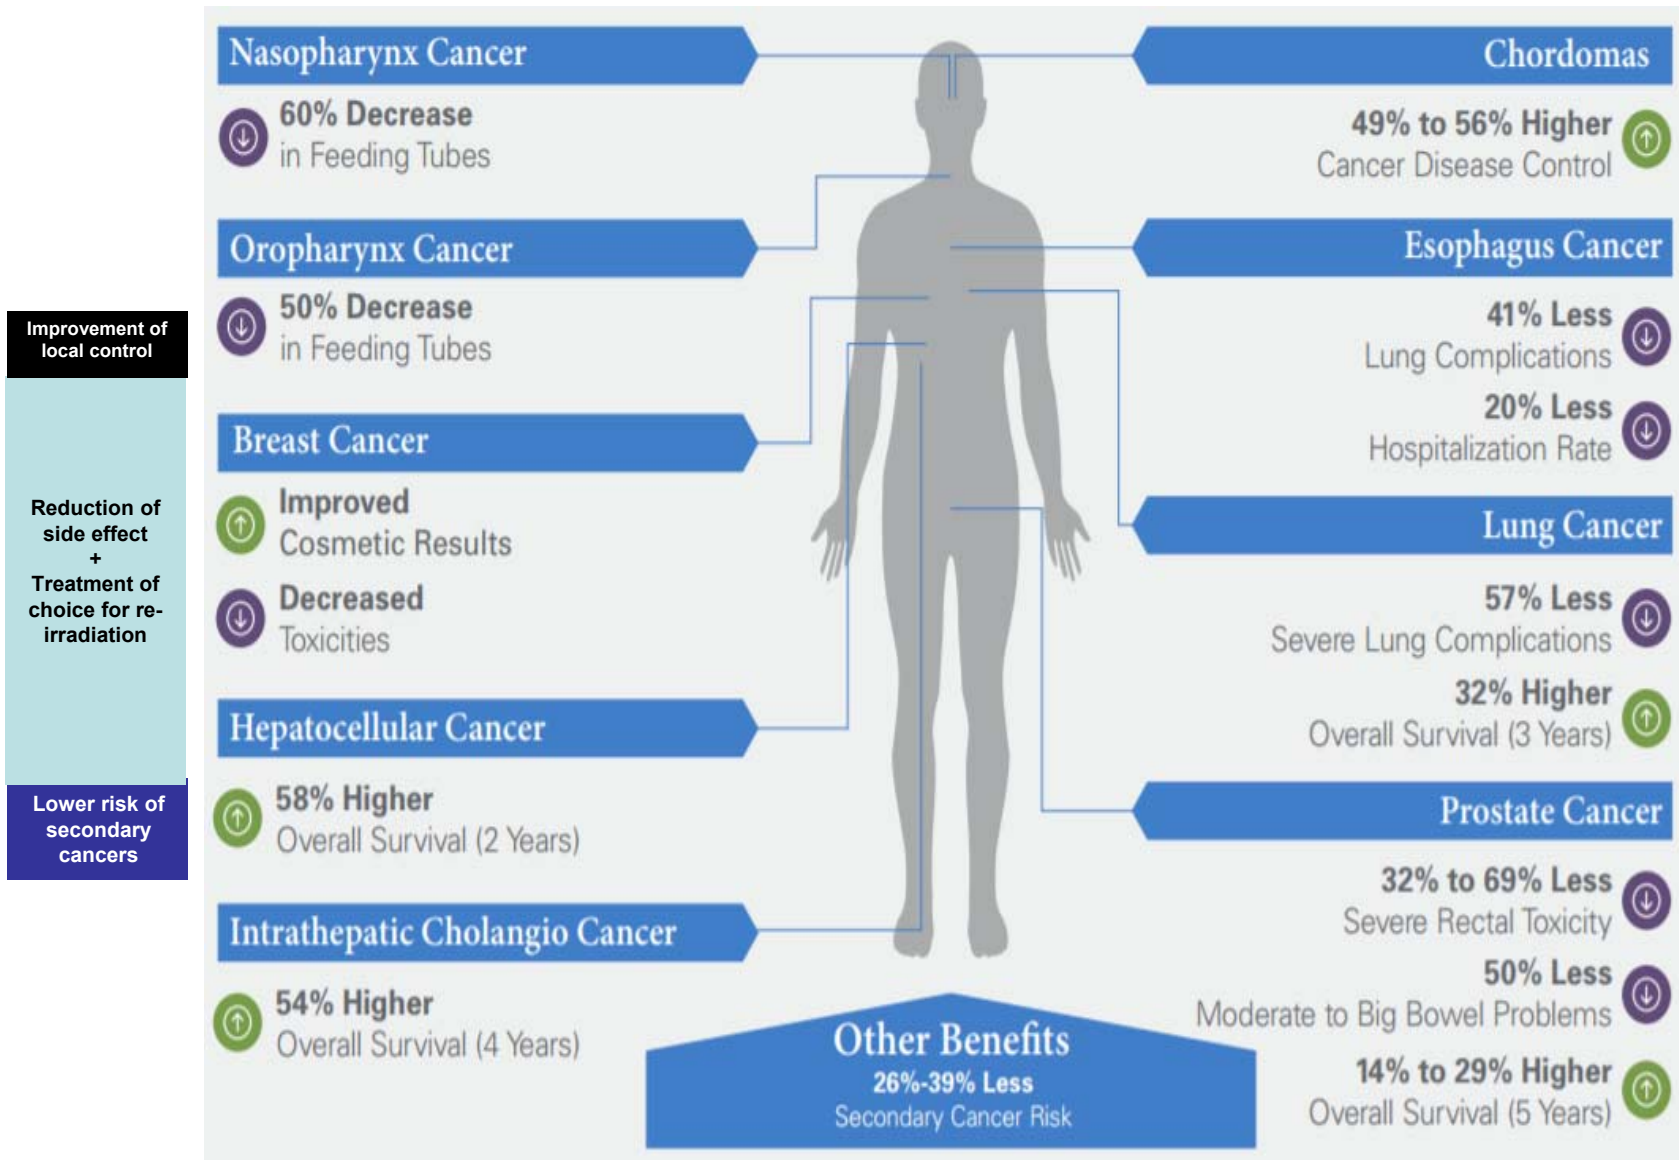 Improvement of
local control
Reduction of
side effect
+
Treatment of
choice for re-
irradiation
Lower risk of
secondary
cancers
Nasopharynx Cancer
60% Decrease
in Feeding Tubes
Oropharynx Cancer
50% Decrease
in Feeding Tubes
Breast Cancer
Improved
Cosmetic Results
Decreased
Toxicities
Hepatocellular Cancer
58% Higher
Overall Survival (2 Years)
Intrathepatic Cholangio Cancer
54% Higher
Overall Survival (4 Years)
Chordomas
49% to 56% Higher
Cancer Disease Control
Esophagus Cancer
41% Less
Lung Complications
20% Less
Hospitalization Rate
Lung Cancer
57% Less
Severe Lung Complications
32% Higher
Overall Survival (3 Years)
Prostate Cancer
32% to 69% Less
Severe Rectal Toxicity
50% Less
Moderate to Big Bowel Problems
14% to 29% Higher
Overall Survival (5 Years)
Other Benefits
26%-39% Less
Secondary Cancer Risk